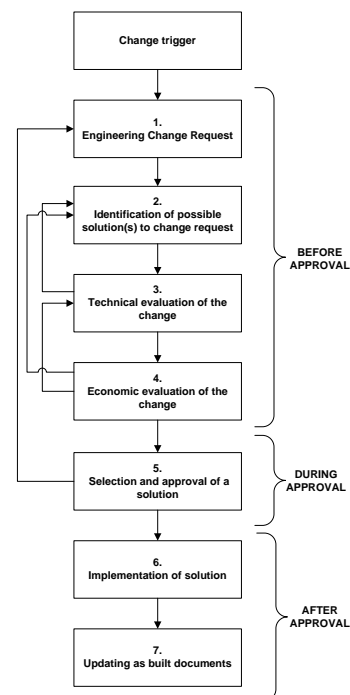 Change trigger
1.
Engineering Change Request
2.
Identification of possible
solution(s) to change request
3.
Technical evaluation of the
change
4.
Economic evaluation of the
change
BEFORE
APPROVAL
5.
Selection and approval of a
solution
DURING
APPROVAL
6.
Implementation of solution
7.
Updating as built documents
AFTER
APPROVAL